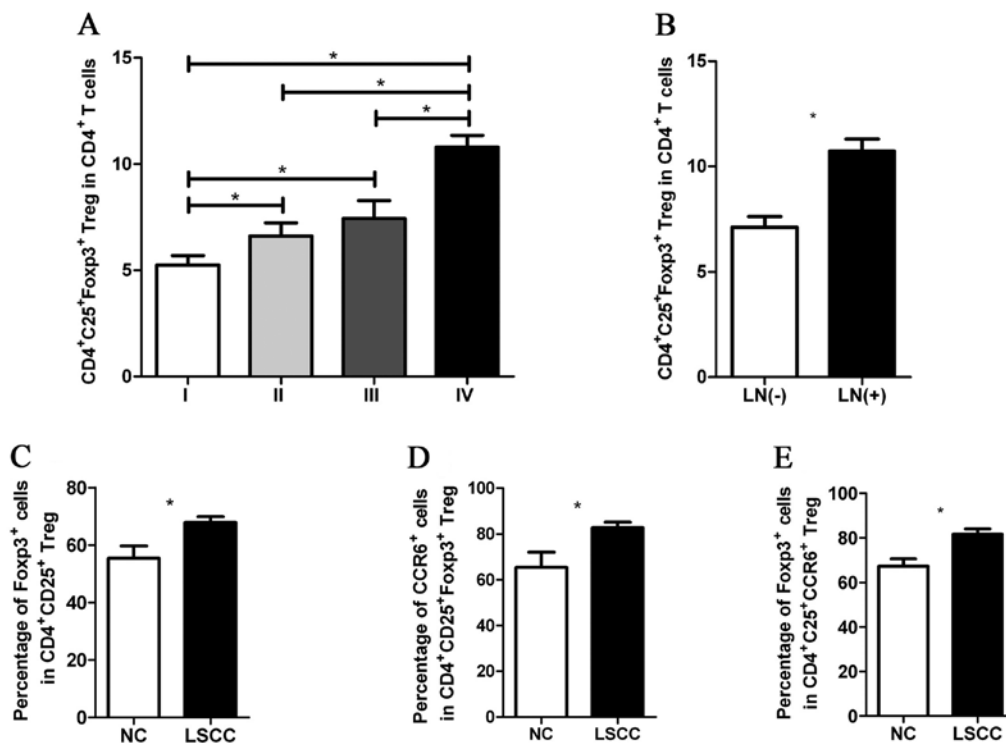 A
CD4+C25+Foxp3+ Treg in CD4+ T cells
15
10
5
0
*
*
*
*
*
I
II
III
IV
B
CD4+C25+Foxp3+ Treg in CD4+ T cells
15
10
5
0
*
LN(-)
LN(+)
C
Percentage of Foxp3+ cells
in CD4+CD25+ Treg
80
60
40
20
0
*
NC
LSCC
D
Percentage of CCR6+ cells
in CD4+CD25+Foxp3+ Treg
100
80
60
40
20
0
*
NC
LSCC
E
Percentage of Foxp3+ cells
in CD4+C25+CCR6+ Treg
100
80
60
40
20
0
*
NC
LSCC